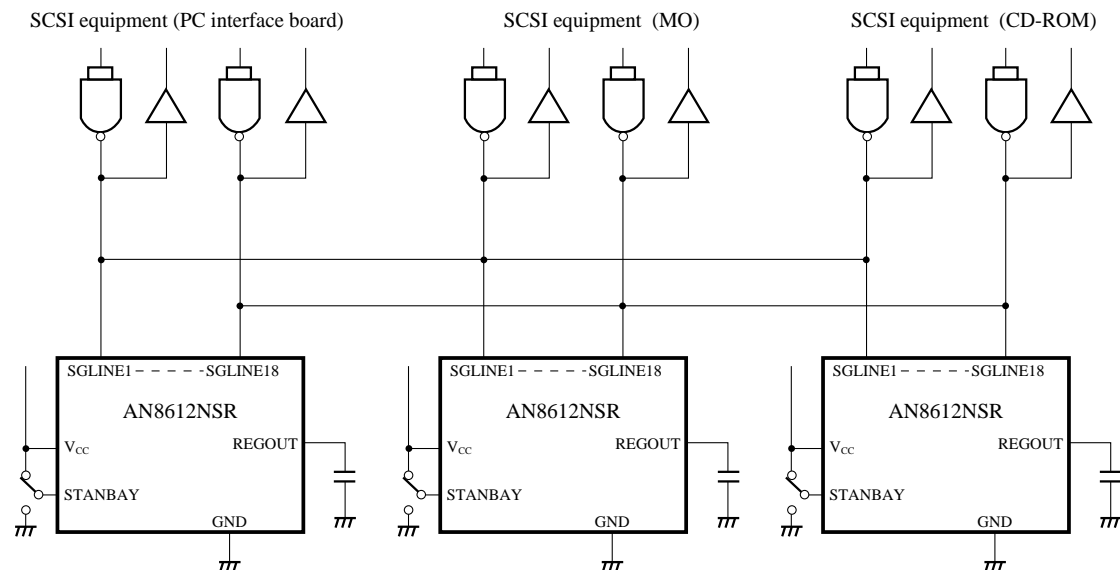 SCSI equipment (PC interface board)
SCSI equipment (MO)
SCSI equipment (CD-ROM)
SGLINE1 SGLINE18
AN8612NSR
VCC
REGOUT
STANBAY
GND
SGLINE1 SGLINE18
AN8612NSR
VCC
REGOUT
STANBAY
GND
SGLINE1 SGLINE18
AN8612NSR
VCC
REGOUT
STANBAY
GND